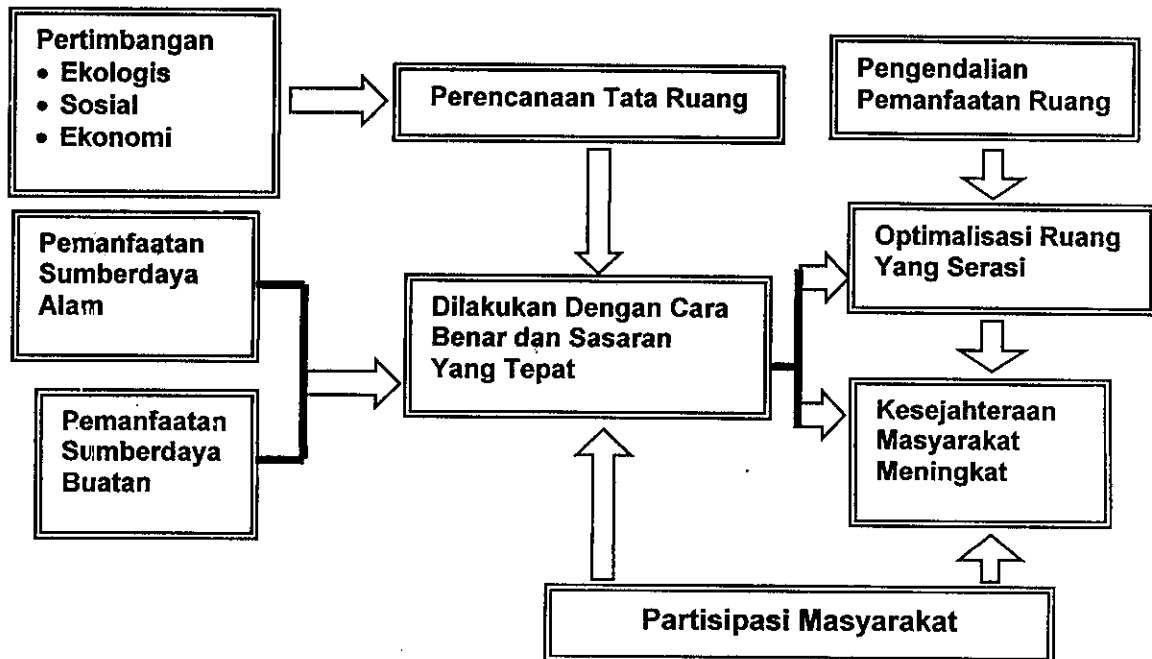 Pertimbangan
• Ekologis
• Sosial
• Ekonomi
Perencanaan Tata Ruang
Pengendalian
Pemanfaatan Ruang
Pemanfaatan
Sumberdaya
Alam
Optimalisasi Ruang
Yang Serasi
Dilakukan Dengan Cara
Benar dan Sasaran
Yang Tepat
Pemanfaatan
Sumberdaya
Buatan
Kesejahteraan
Masyarakat
Meningkat
Partisipasi Masyarakat